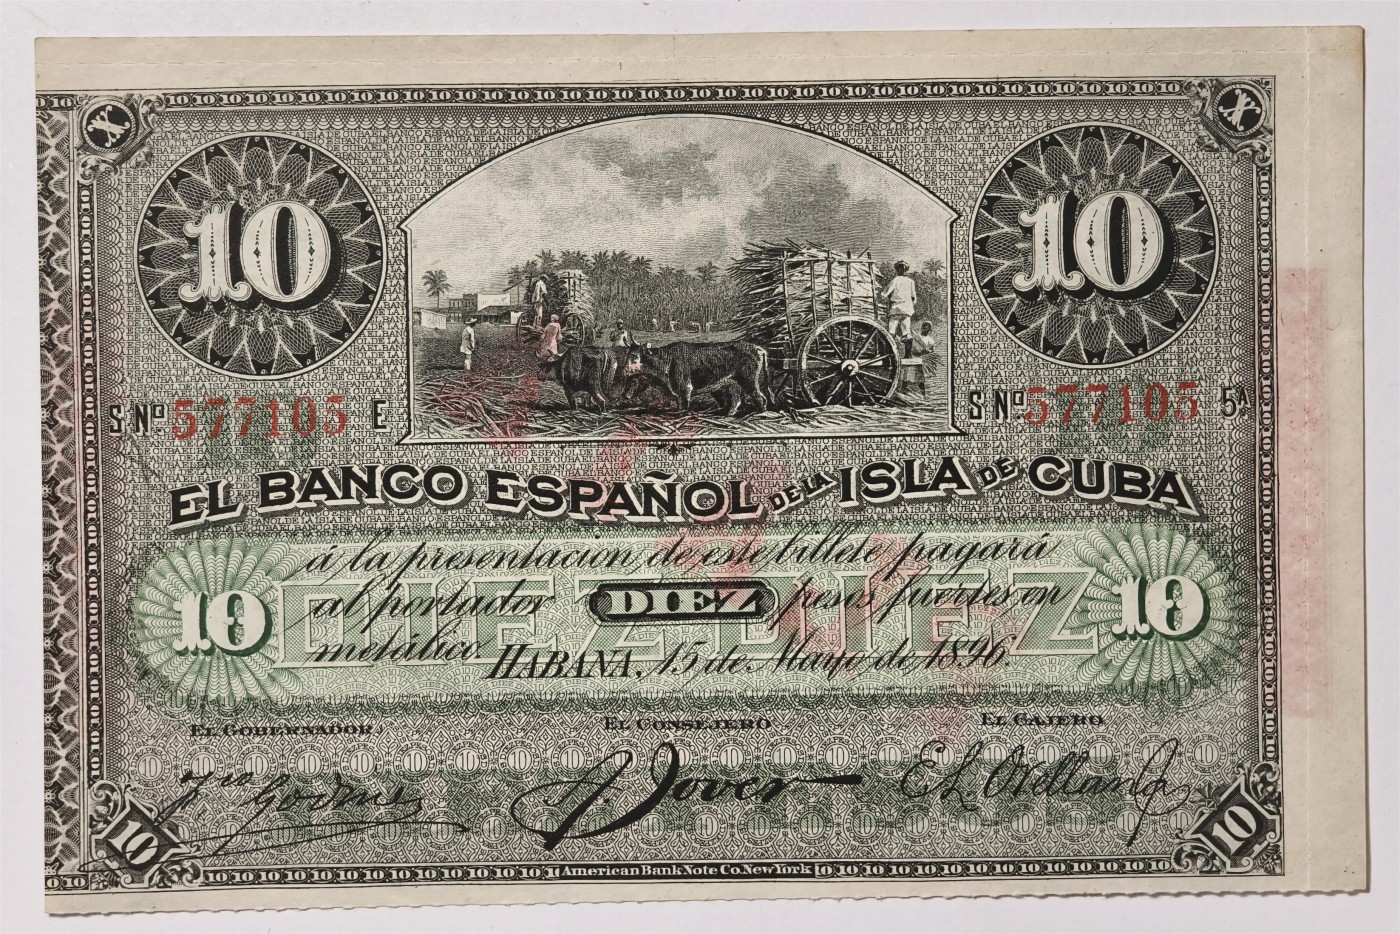 10 10
S Nº 577105 E S Nº 577105 5ᴬ
EL BANCO ESPAÑOL DE LA ISLA DE CUBA
á la presentacion de este billete pagará
10 al portador DIEZ pesos fuertes en 10
metálico. HABANA, 15 de Mayo de 1896.
DIEZ DIEZ
EL GOBERNADOR EL CONSEJERO EL CAJERO
10 10
American Bank Note Co. New York